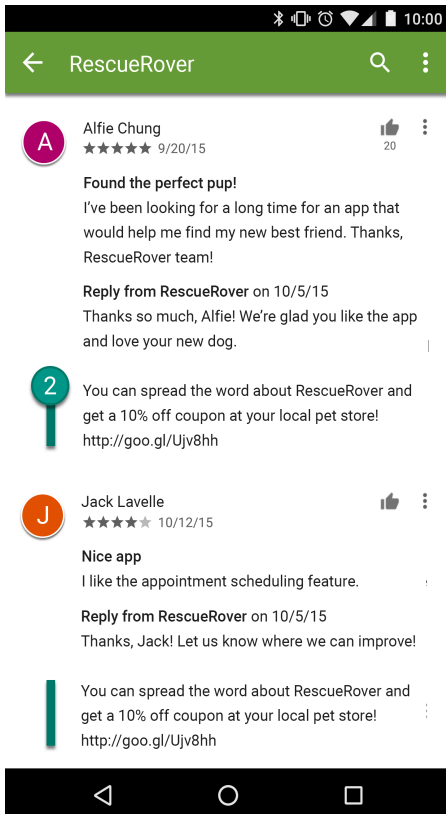 10:00
RescueRover
A
Alfie Chung
★★★★★ 9/20/15
20
Found the perfect pup!
I've been looking for a long time for an app that
would help me find my new best friend. Thanks,
RescueRover team!
Reply from RescueRover on 10/5/15
Thanks so much, Alfie! We're glad you like the app
and love your new dog.
2
You can spread the word about RescueRover and
get a 10% off coupon at your local pet store!
http://goo.gl/Ujv8hh
J
Jack Lavelle
★★★★★ 10/12/15
Nice app
I like the appointment scheduling feature.
Reply from RescueRover on 10/5/15
Thanks, Jack! Let us know where we can improve!
You can spread the word about RescueRover and
get a 10% off coupon at your local pet store!
http://goo.gl/Ujv8hh